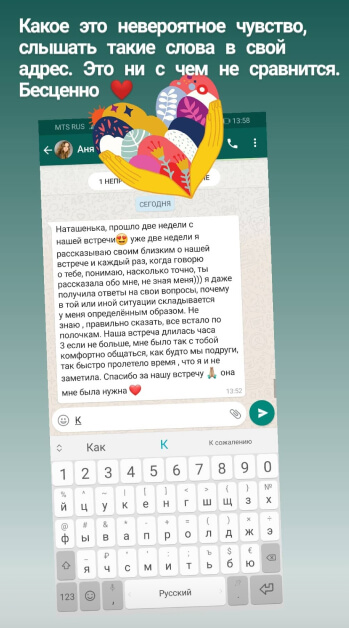 Какое это невероятное чувство,
слышать такие слова в свой
адрес. Это ни с чем не сравнится.
Бесценно ❤️
MTS RUS
13:58
Аня
1 НЕПР
СЕГОДНЯ
Наташенька, прошло две недели с
нашей встречи😍 уже две недели я
рассказываю своим близким о нашей
встрече и каждый раз, когда говорю
о тебе, понимаю, насколько точно, ты
рассказала обо мне, не зная меня))) я даже
получила ответы на свои вопросы, почему
в той или иной ситуации складывается
у меня определённым образом. Не
знаю , правильно сказать, все встало по
полочкам. Наша встреча длилась часа
3 если не больше, мне было так с тобой
комфортно общаться, как будто мы подруги,
так быстро пролетело время , что я и не
заметила. Спасибо за нашу встречу 🙏 она
мне была нужна ❤️
13:52
К
Как К К сожалению
1 2 3 4 5 6 7 8 9 0
% ^ ~ | [ ] < > { } №
й ц у к е н г ш щ з х
@ # & * - + = ( ) _ ÷
ф ы в а п р о л д ж э
₽ " ' : ; ъ $ €
я ч с м и т ь б ю
123 , Русский . ?